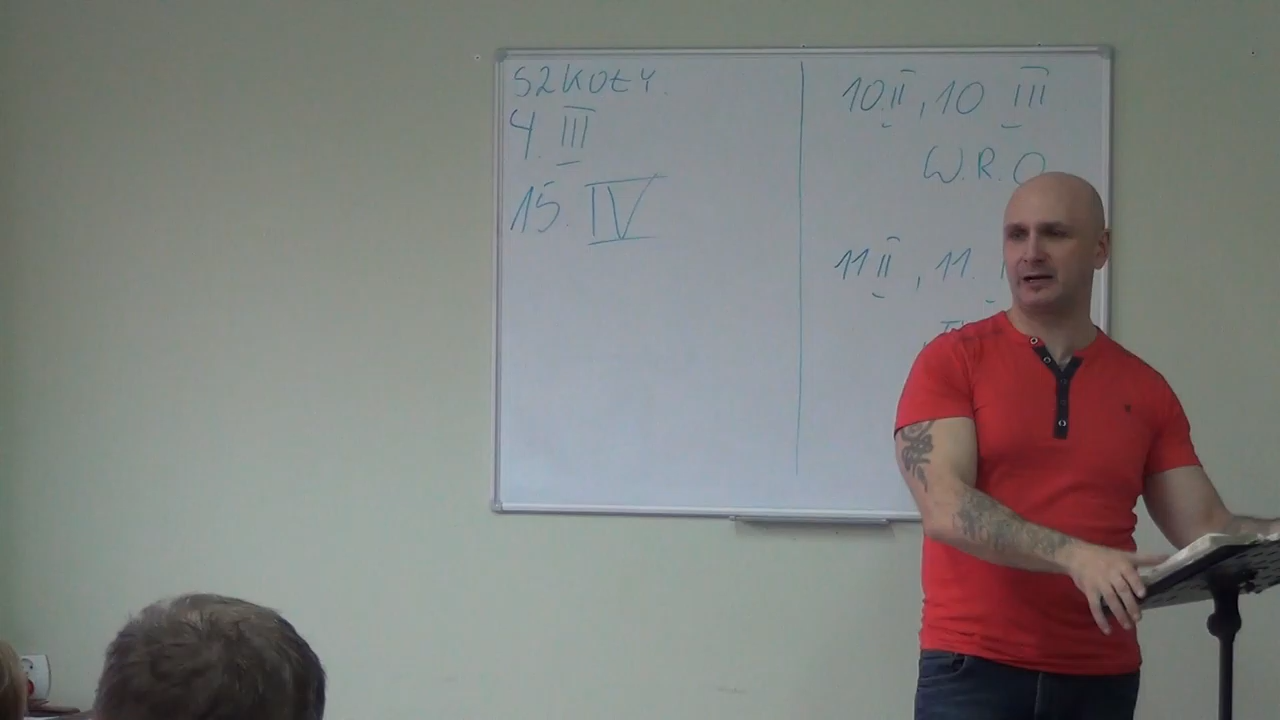 SZKOŁY.
4. III
15. IV
10.II, 10 III
W.R.O
11 II, 11.